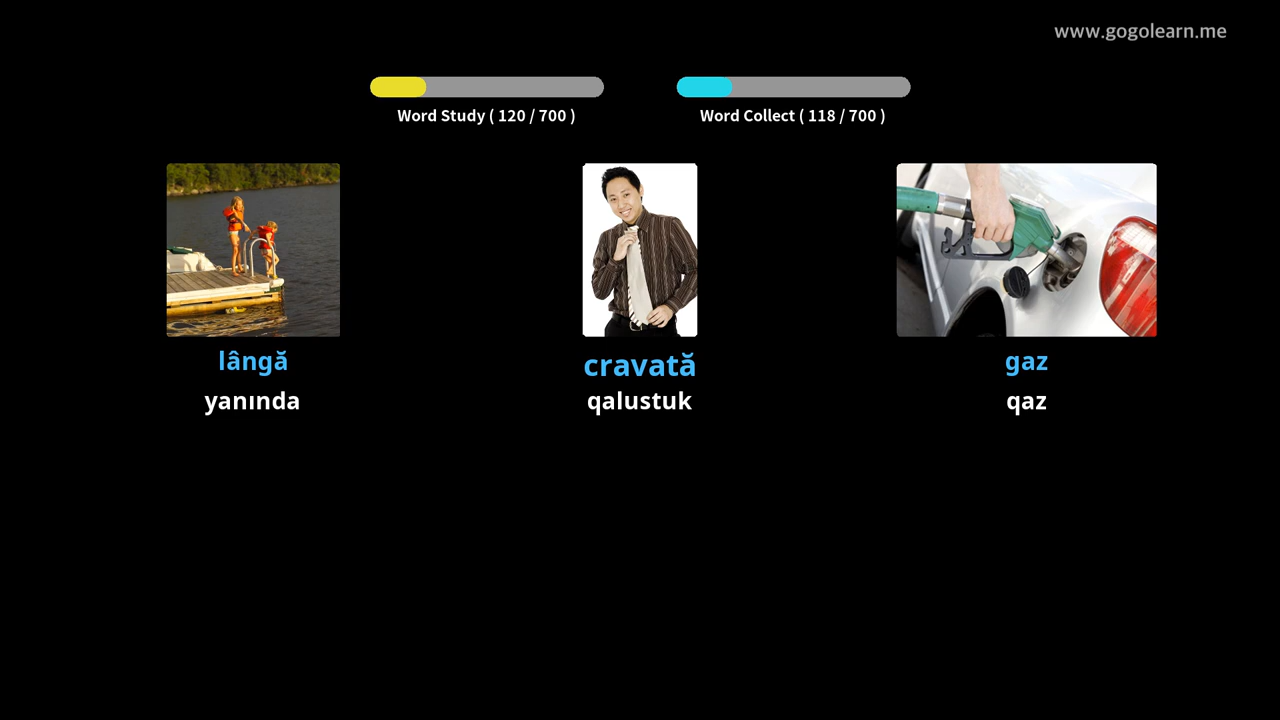 www.gogolearn.me
Word Study ( 120 / 700 )
Word Collect ( 118 / 700 )
lângă
cravată
gaz
yanında
qalustuk
qaz